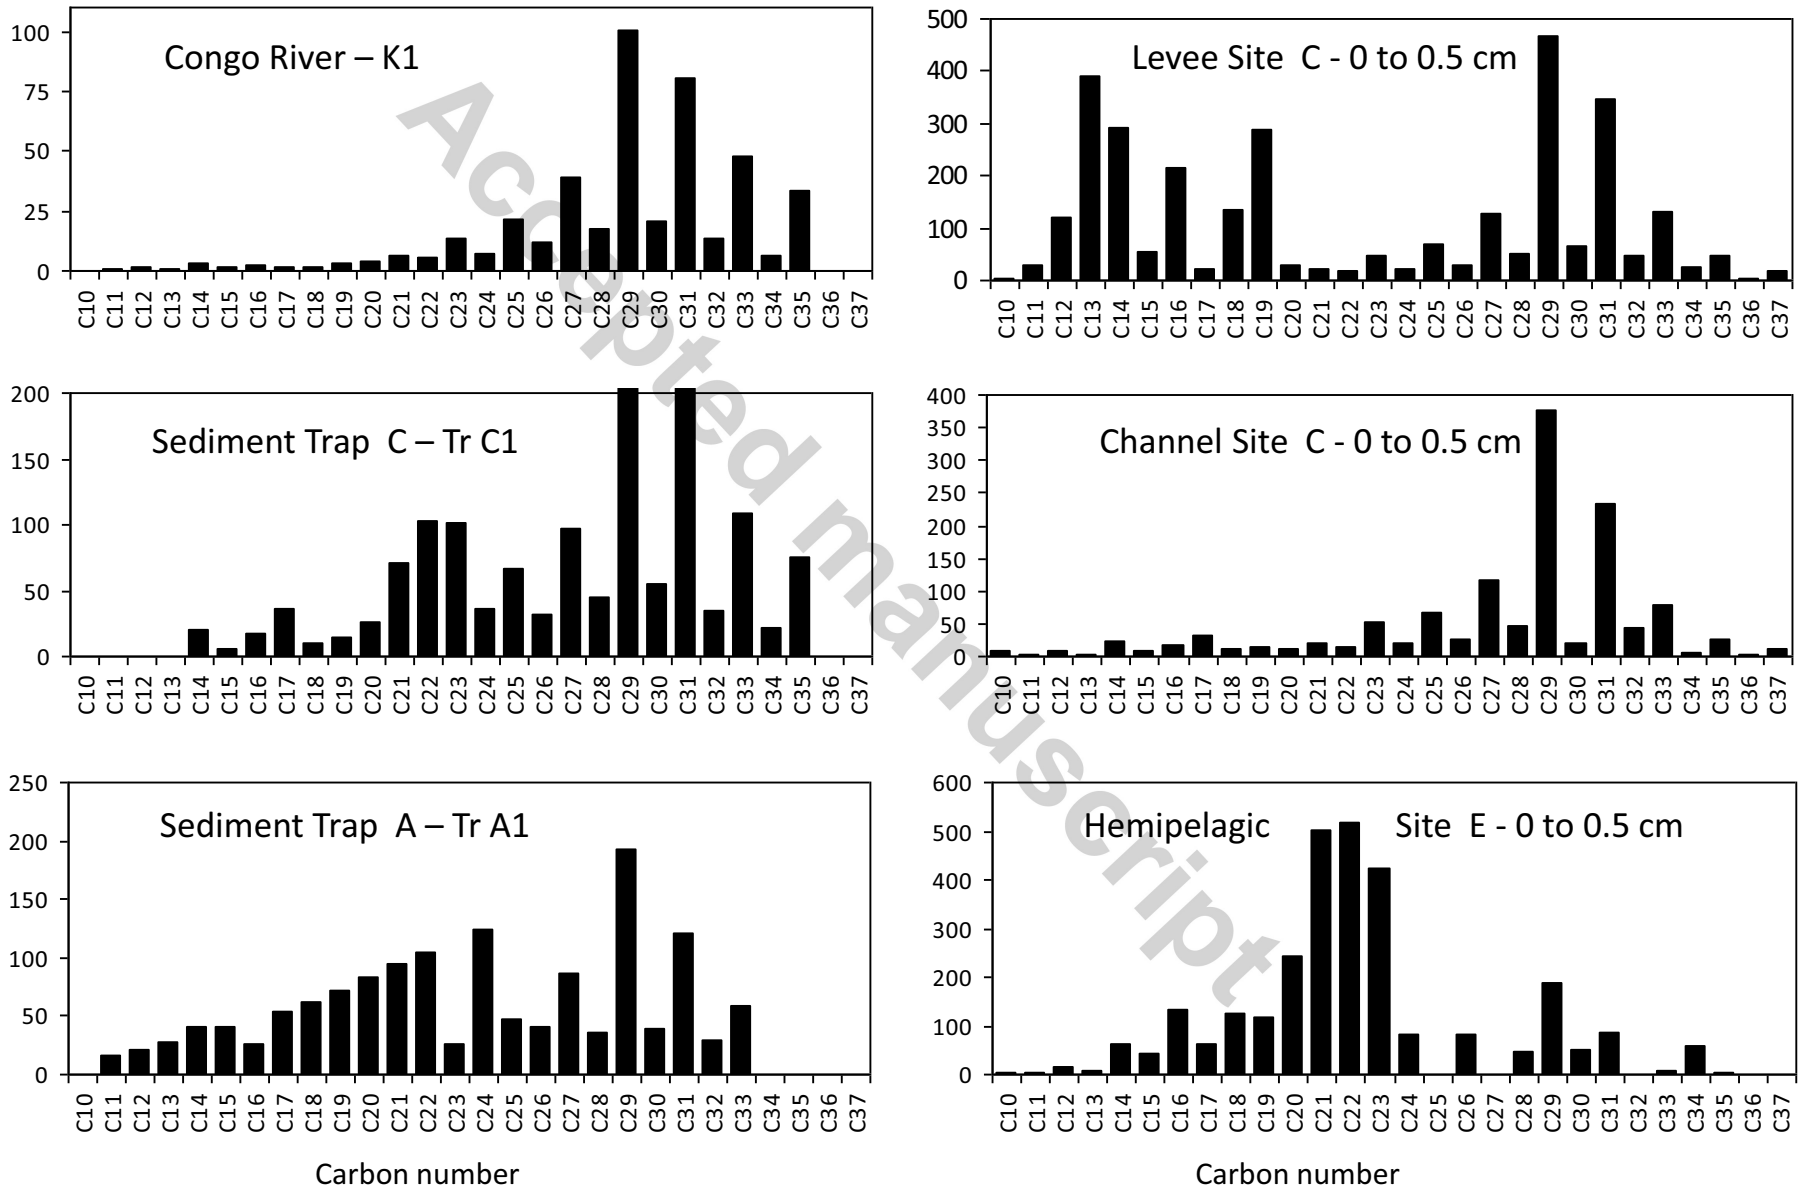 Congo River – K1
100
75
50
25
0
C10 C11 C12 C13 C14 C15 C16 C17 C18 C19 C20 C21 C22 C23 C24 C25 C26 C27 C28 C29 C30 C31 C32 C33 C34 C35 C36 C37
Levee Site C - 0 to 0.5 cm
500
400
300
200
100
0
C10 C11 C12 C13 C14 C15 C16 C17 C18 C19 C20 C21 C22 C23 C24 C25 C26 C27 C28 C29 C30 C31 C32 C33 C34 C35 C36 C37
Sediment Trap C – Tr C1
200
150
100
50
0
C10 C11 C12 C13 C14 C15 C16 C17 C18 C19 C20 C21 C22 C23 C24 C25 C26 C27 C28 C29 C30 C31 C32 C33 C34 C35 C36 C37
Channel Site C - 0 to 0.5 cm
400
350
300
250
200
150
100
50
0
C10 C11 C12 C13 C14 C15 C16 C17 C18 C19 C20 C21 C22 C23 C24 C25 C26 C27 C28 C29 C30 C31 C32 C33 C34 C35 C36 C37
Sediment Trap A – Tr A1
250
200
150
100
50
0
C10 C11 C12 C13 C14 C15 C16 C17 C18 C19 C20 C21 C22 C23 C24 C25 C26 C27 C28 C29 C30 C31 C32 C33 C34 C35 C36 C37
Carbon number
Hemipelagic Site E - 0 to 0.5 cm
600
500
400
300
200
100
0
C10 C11 C12 C13 C14 C15 C16 C17 C18 C19 C20 C21 C22 C23 C24 C25 C26 C27 C28 C29 C30 C31 C32 C33 C34 C35 C36 C37
Carbon number
Accepted manuscript